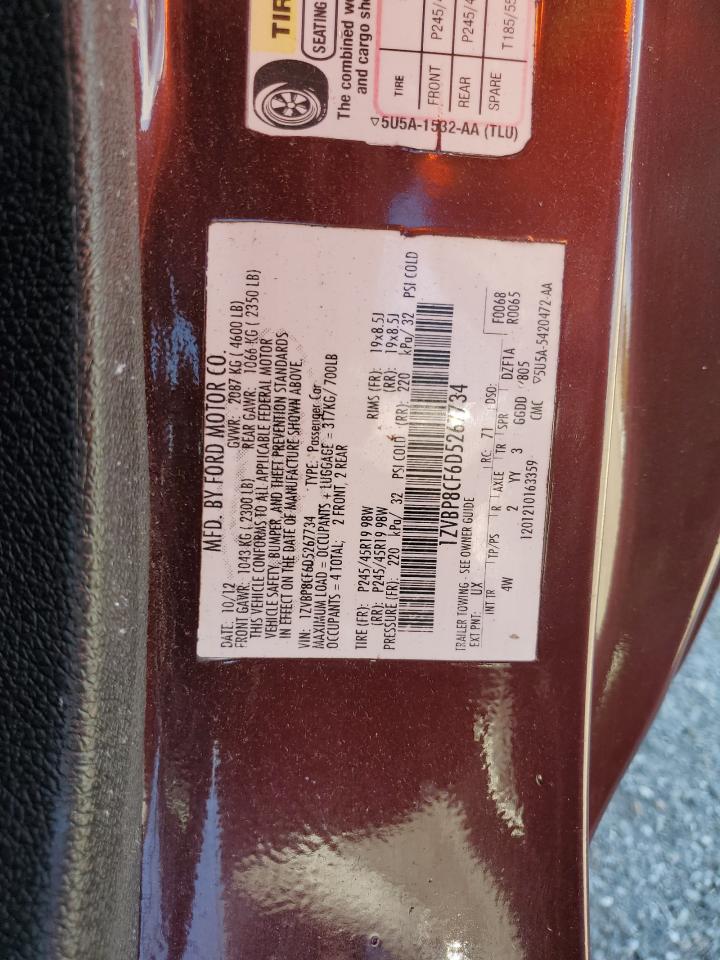 TIR
SEATING
The combined we
and cargo sho
TIRE
FRONT P245/4
REAR P245/4
SPARE T185/55
▽5U5A-1532-AA (TLU)
MFD. BY FORD MOTOR CO.
DATE: 10/12 GVWR: 2087 KG ( 4600 LB)
FRONT GAWR: 1043 KG ( 2300 LB) REAR GAWR: 1066 KG ( 2350 LB)
THIS VEHICLE CONFORMS TO ALL APPLICABLE FEDERAL MOTOR
VEHICLE SAFETY, BUMPER, AND THEFT PREVENTION STANDARDS
IN EFFECT ON THE DATE OF MANUFACTURE SHOWN ABOVE.
VIN: 1ZVBP8CF6D5267734 TYPE: Passenger Car
MAXIMUM LOAD = OCCUPANTS + LUGGAGE = 317KG/ 700LB
OCCUPANTS = 4 TOTAL; 2 FRONT, 2 REAR
TIRE (FR): P245/45R19 98W RIMS (FR): 19x8.5J
(RR): P245/45R19 98W (RR): 19x8.5J
PRESSURE (FR): 220 kPa/ 32 PSI COLD (RR): 220 kPa/ 32 PSI COLD
1ZVBP8CF6D5267734
TRAILER TOWING - SEE OWNER GUIDE
EXT PNT: UX RC: 71 DSO: F0068
INT TR TP/PS R AXLE TR SPR DZF1A R0065
4W 2 YY 3 GGDD 805
1201210163359 CMC ▽5U5A-5420472-AA